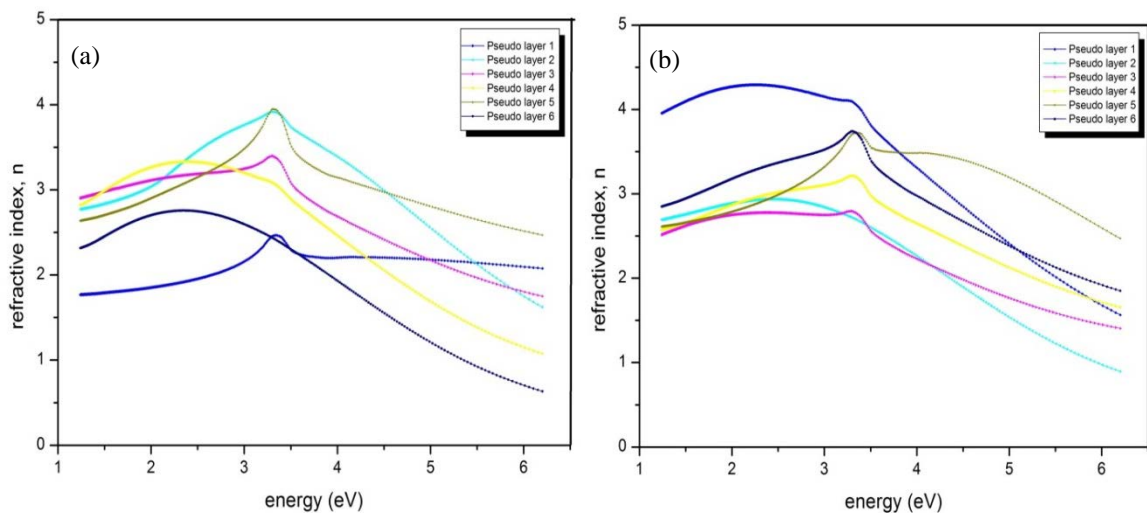 (a)
5
4
3
2
1
0
refractive index, n
Pseudo layer 1
Pseudo layer 2
Pseudo layer 3
Pseudo layer 4
Pseudo layer 5
Pseudo layer 6
1 2 3 4 5 6
energy (eV)
(b)
5
4
3
2
1
0
refractive index, n
Pseudo layer 1
Pseudo layer 2
Pseudo layer 3
Pseudo layer 4
Pseudo layer 5
Pseudo layer 6
1 2 3 4 5 6
energy (eV)